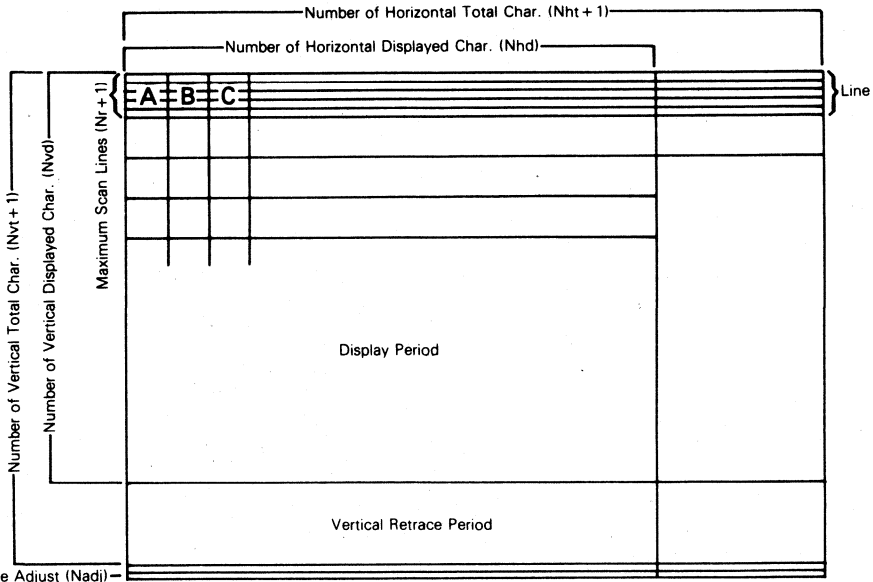 Number of Horizontal Total Char. (Nht + 1)
Number of Horizontal Displayed Char. (Nhd)
Number of Vertical Total Char. (Nvt + 1)
Number of Vertical Displayed Char. (Nvd)
Maximum Scan Lines (Nr + 1)
A B C
Line
Display Period
Vertical Retrace Period
e Adjust (Nadj)